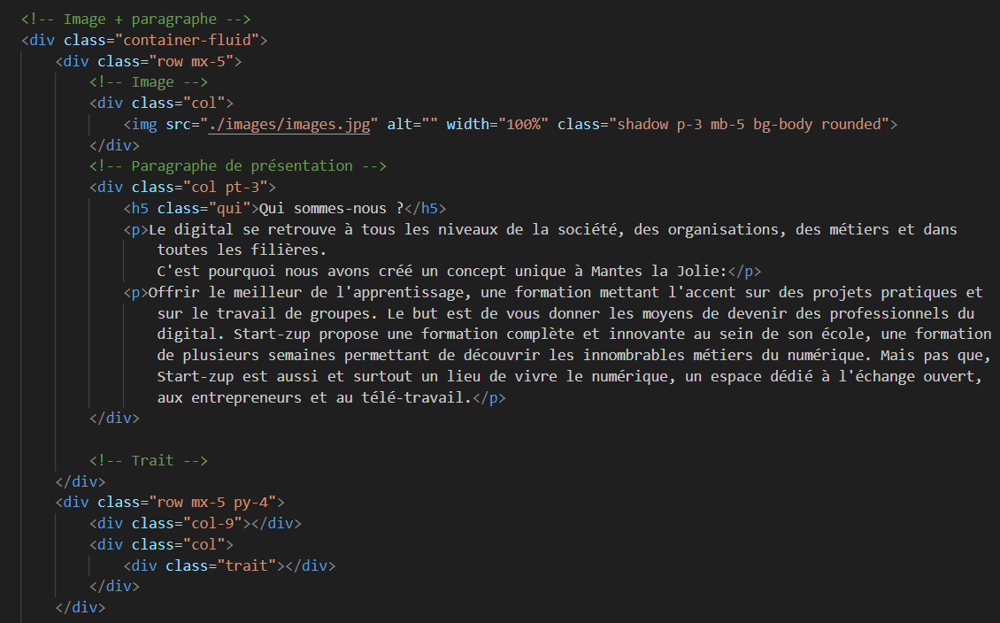 <!-- Image + paragraphe -->
<div class="container-fluid">
    <div class="row mx-5">
        <!-- Image -->
        <div class="col">
            <img src="./images/images.jpg" alt="" width="100%" class="shadow p-3 mb-5 bg-body rounded">
        </div>
        <!-- Paragraphe de présentation -->
        <div class="col pt-3">
            <h5 class="qui">Qui sommes-nous ?</h5>
            <p>Le digital se retrouve à tous les niveaux de la société, des organisations, des métiers et dans
                toutes les filières.
                C'est pourquoi nous avons créé un concept unique à Mantes la Jolie:</p>
            <p>Offrir le meilleur de l'apprentissage, une formation mettant l'accent sur des projets pratiques et
                sur le travail de groupes. Le but est de vous donner les moyens de devenir des professionnels du
                digital. Start-zup propose une formation complète et innovante au sein de son école, une formation
                de plusieurs semaines permettant de découvrir les innombrables métiers du numérique. Mais pas que,
                Start-zup est aussi et surtout un lieu de vivre le numérique, un espace dédié à l'échange ouvert,
                aux entrepreneurs et au télé-travail.</p>
        </div>

        <!-- Trait -->
    </div>
    <div class="row mx-5 py-4">
        <div class="col-9"></div>
        <div class="col">
            <div class="trait"></div>
        </div>
    </div>